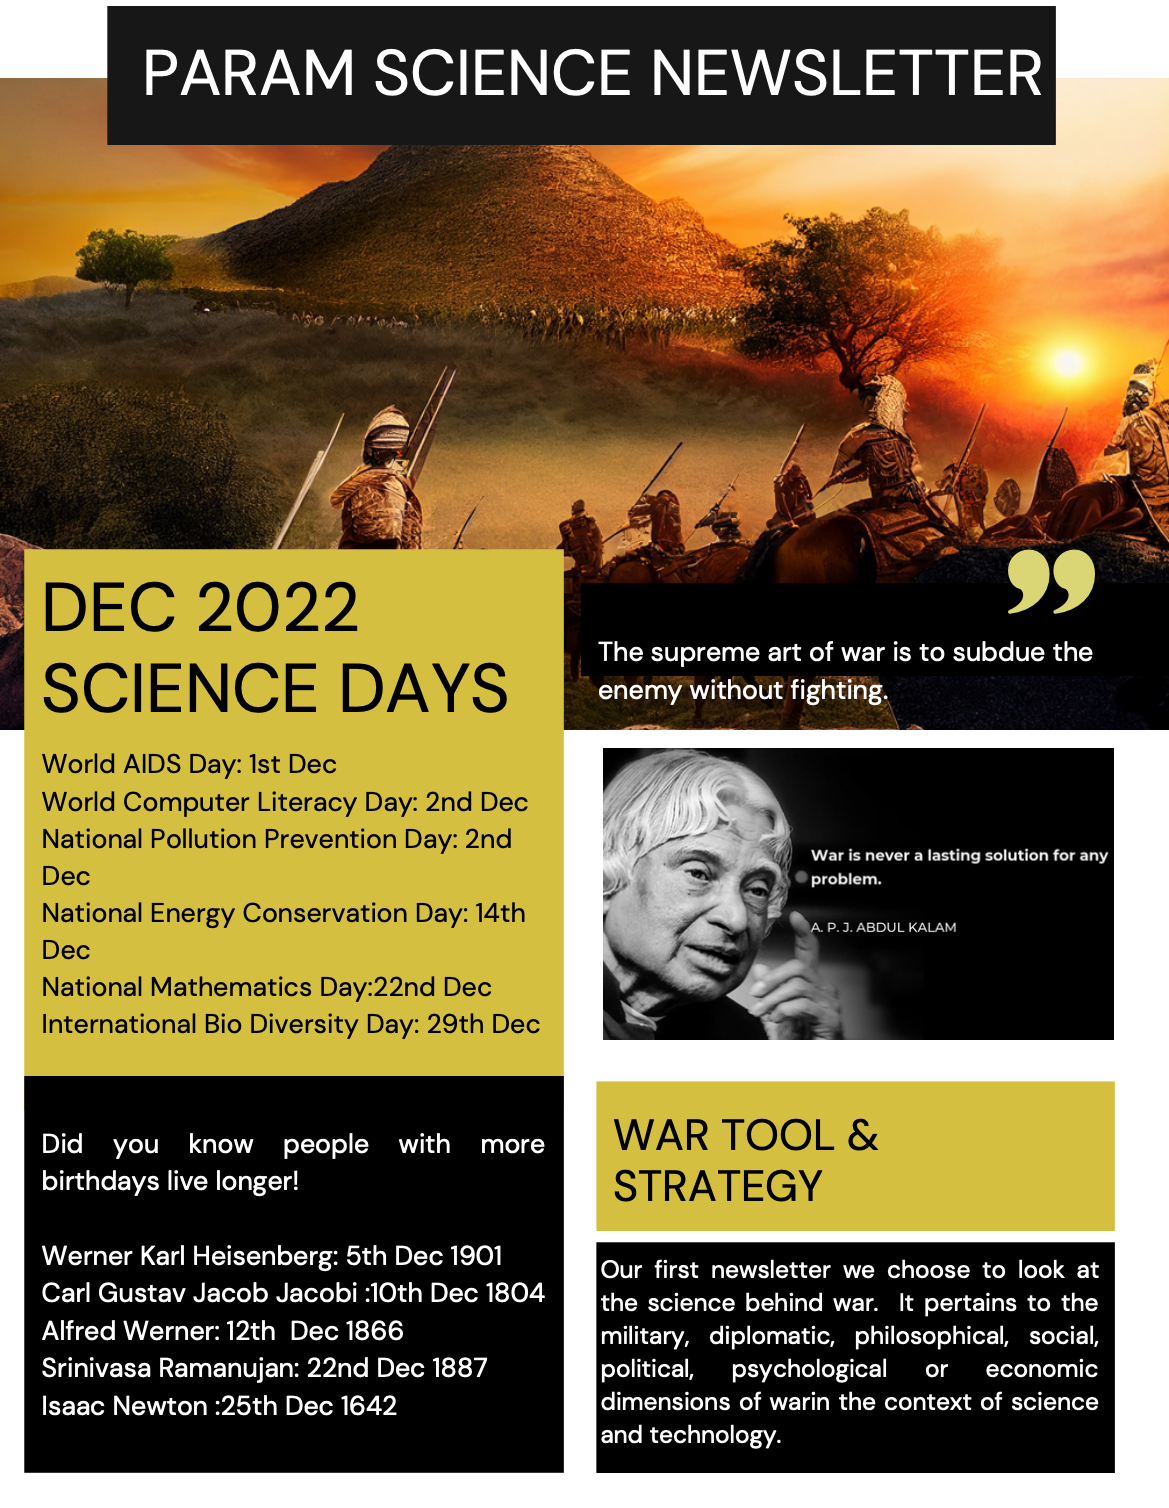 PARAM SCIENCE NEWSLETTER
DEC 2022
SCIENCE DAYS
World AIDS Day: 1st Dec
World Computer Literacy Day: 2nd Dec
National Pollution Prevention Day: 2nd
Dec
National Energy Conservation Day: 14th
Dec
National Mathematics Day:22nd Dec
International Bio Diversity Day: 29th Dec
Did you know people with more
birthdays live longer!
Werner Karl Heisenberg: 5th Dec 1901
Carl Gustav Jacob Jacobi :10th Dec 1804
Alfred Werner: 12th  Dec 1866
Srinivasa Ramanujan: 22nd Dec 1887
Isaac Newton :25th Dec 1642
”
The supreme art of war is to subdue the
enemy without fighting.
War is never a lasting solution for any
problem.
A. P. J. ABDUL KALAM
WAR TOOL &
STRATEGY
Our first newsletter we choose to look at
the science behind war.  It pertains to the
military, diplomatic, philosophical, social,
political, psychological or economic
dimensions of warin the context of science
and technology.